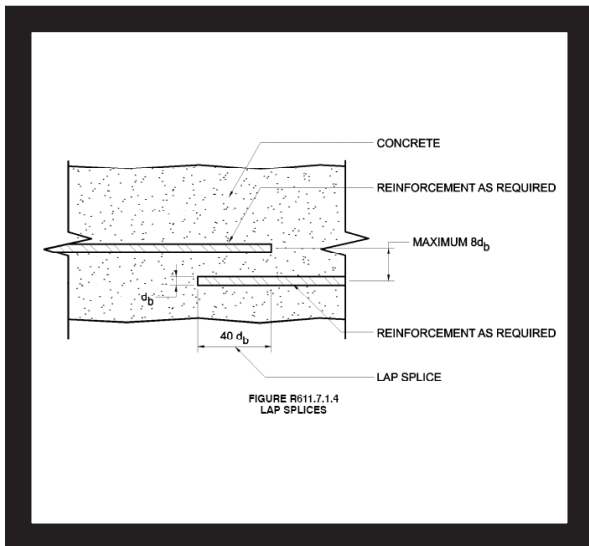 CONCRETE
REINFORCEMENT AS REQUIRED
MAXIMUM 8db
db
REINFORCEMENT AS REQUIRED
40 db
LAP SPLICE
FIGURE R611.7.1.4
LAP SPLICES